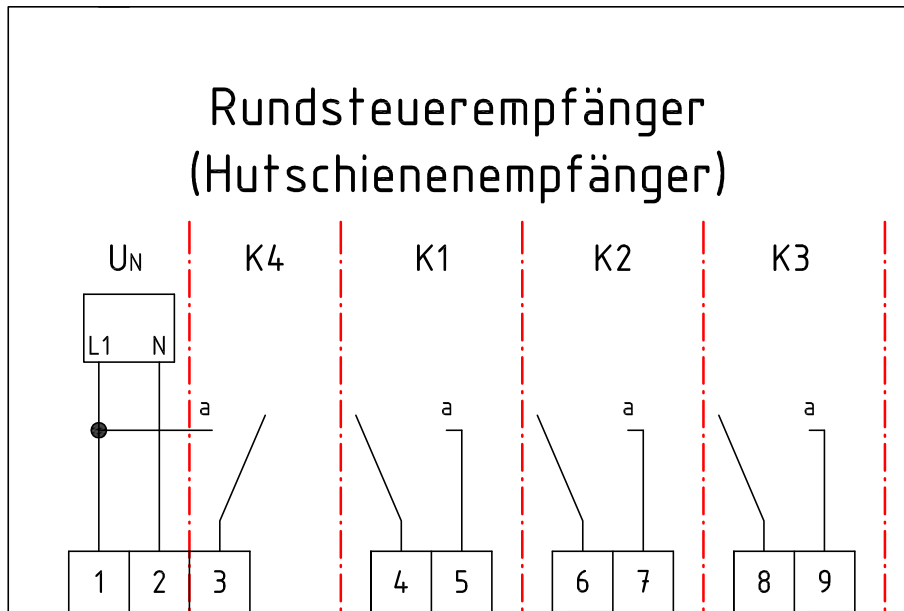 Rundsteuerempfänger
(Hutschienenempfänger)
UN K4 K1 K2 K3
L1 N
a a a a
1 2 3 4 5 6 7 8 9